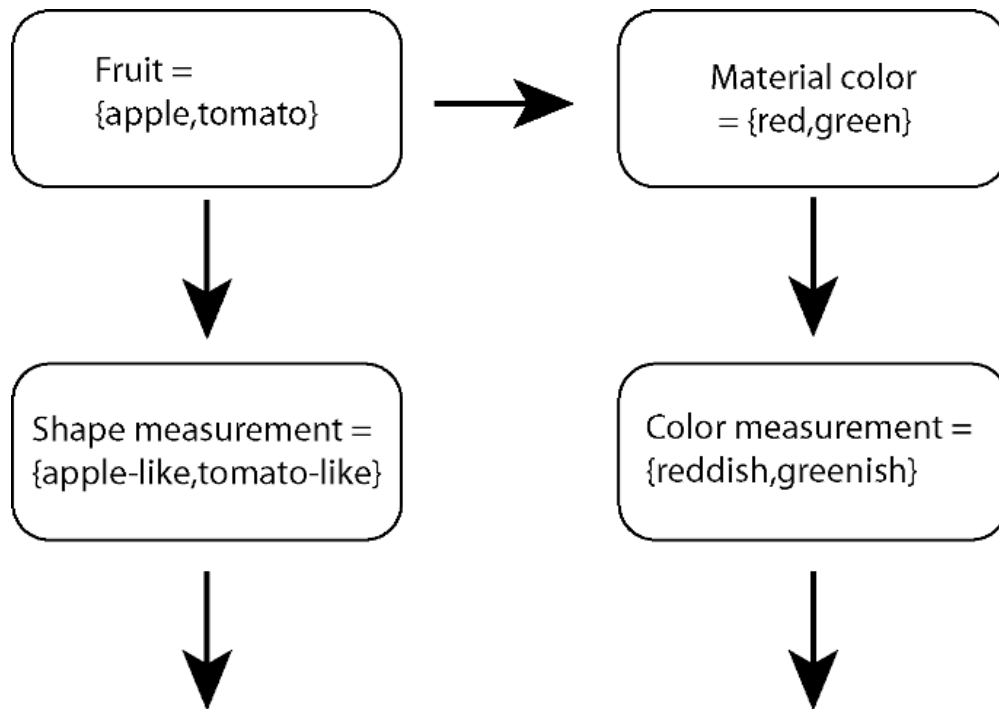 Fruit =
{apple,tomato}
Material color
= {red,green}
Shape measurement =
{apple-like,tomato-like}
Color measurement =
{reddish,greenish}